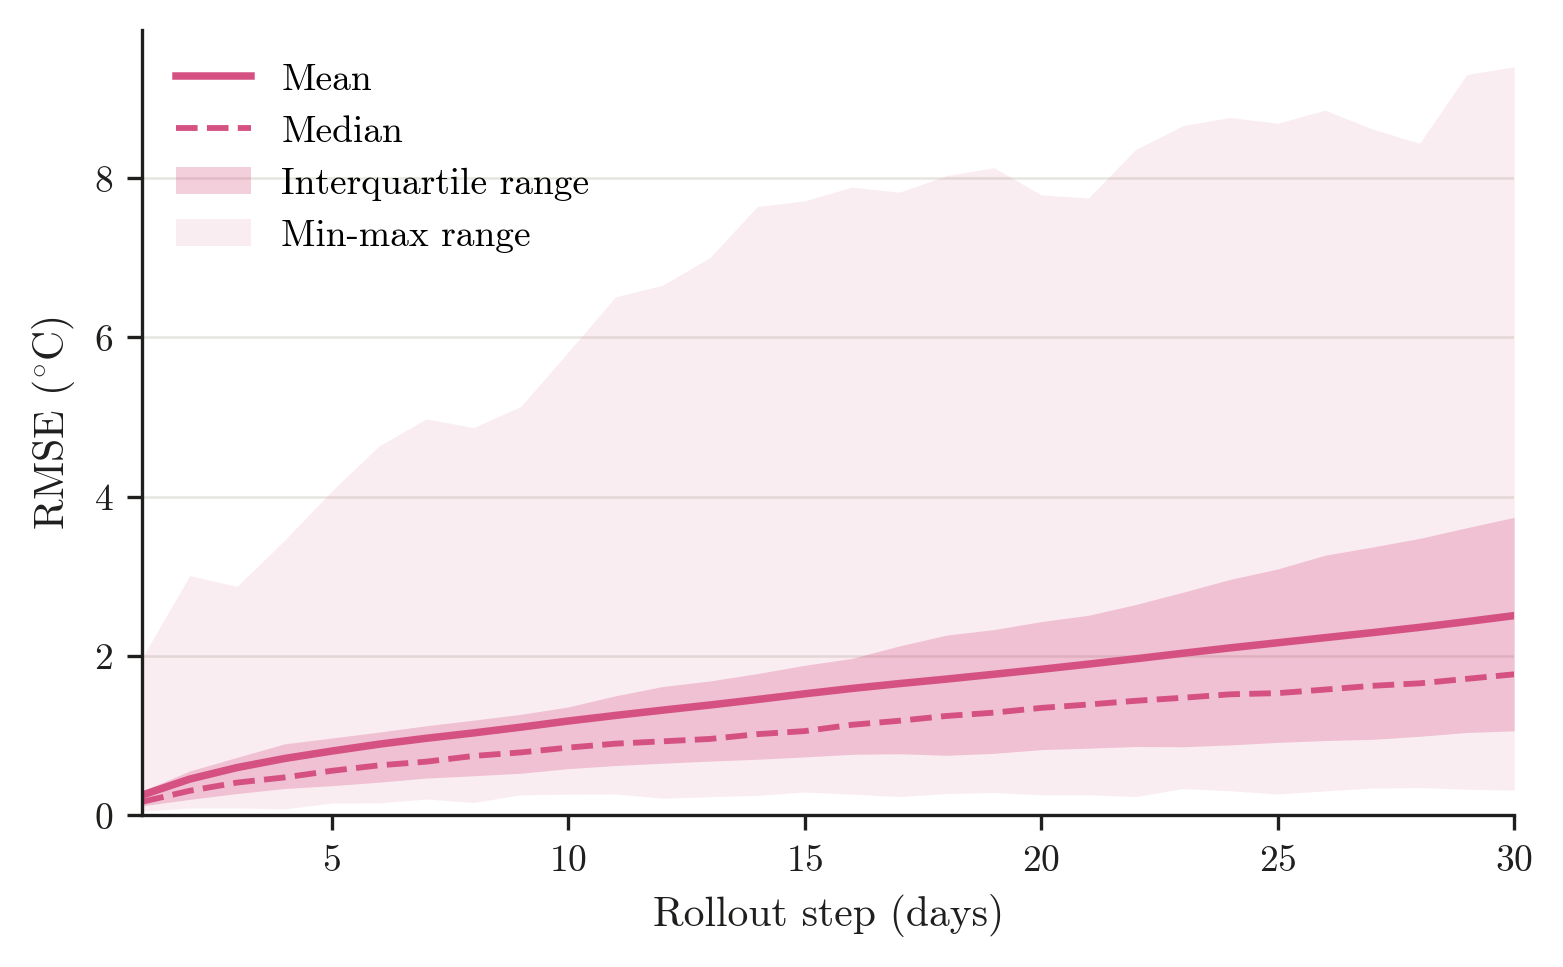 Mean
Median
Interquartile range
Min-max range
RMSE (°C)
8
6
4
2
0
5 10 15 20 25 30
Rollout step (days)